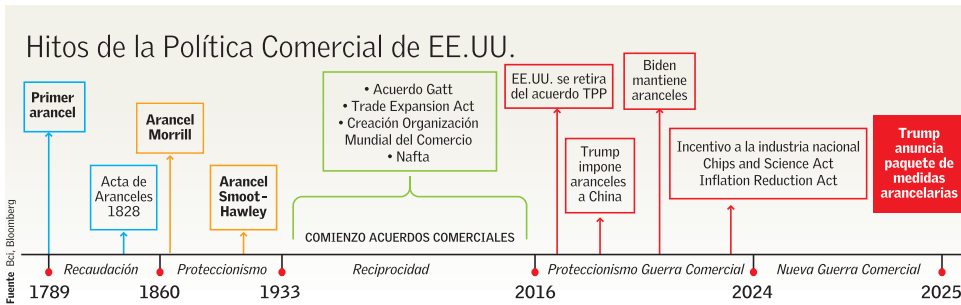 Hitos de la Política Comercial de EE.UU.
Primer
arancel
Acta de
Aranceles
1828
Arancel
Morrill
Arancel
Smoot-
Hawley
• Acuerdo Gatt
• Trade Expansion Act
• Creación Organización
Mundial del Comercio
• Nafta
COMIENZO ACUERDOS COMERCIALES
EE.UU. se retira
del acuerdo TPP
Trump
impone
aranceles
a China
Biden
mantiene
aranceles
Incentivo a la industria nacional
Chips and Science Act
Inflation Reduction Act
Trump
anuncia
paquete de
medidas
arancelarias
Recaudación
Proteccionismo
Reciprocidad
Proteccionismo Guerra Comercial
Nueva Guerra Comercial
1789
1860
1933
2016
2024
2025
Fuente Bci, Bloomberg